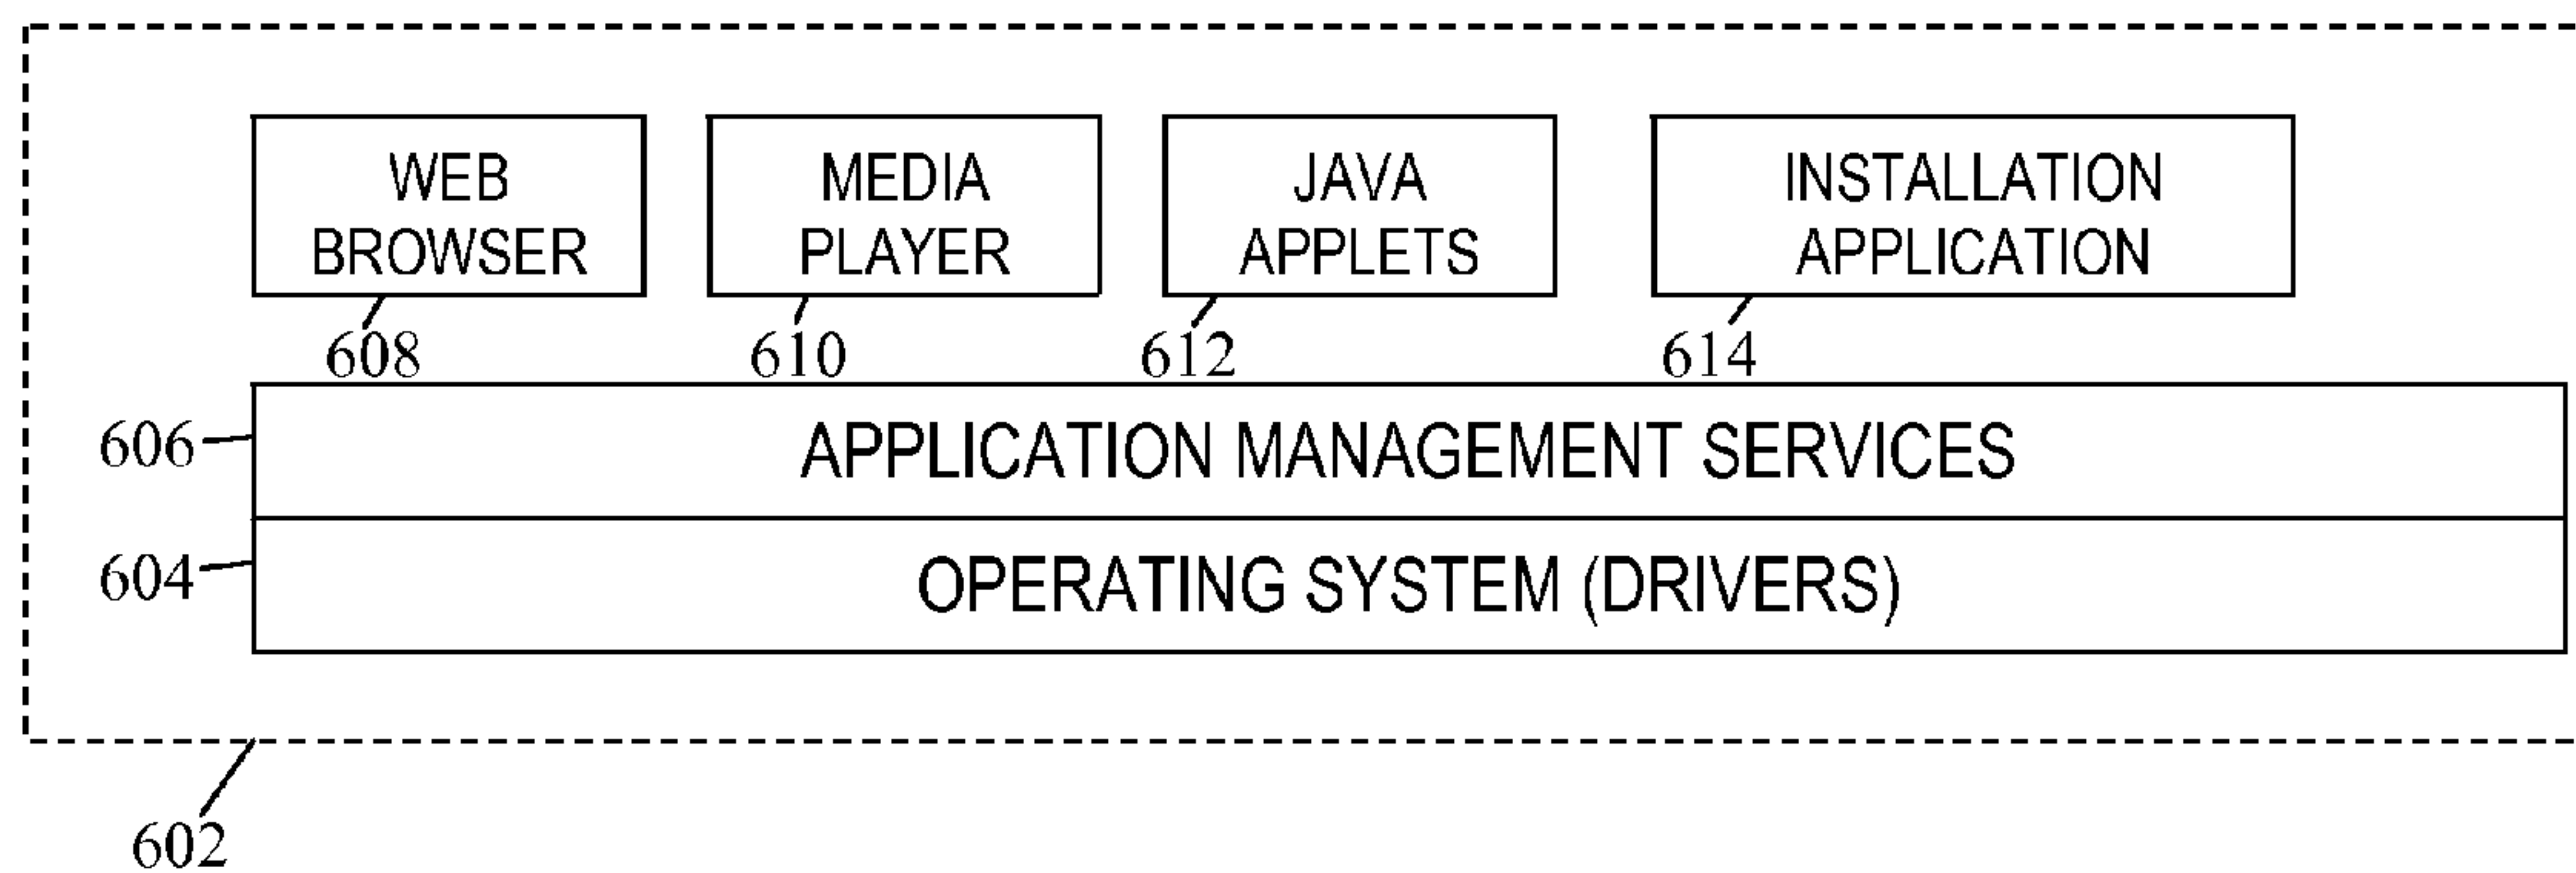 WEB
BROWSER
MEDIA
PLAYER
JAVA
APPLETS
INSTALLATION
APPLICATION
608
610
612
614
606
APPLICATION MANAGEMENT SERVICES
604
OPERATING SYSTEM (DRIVERS)
602